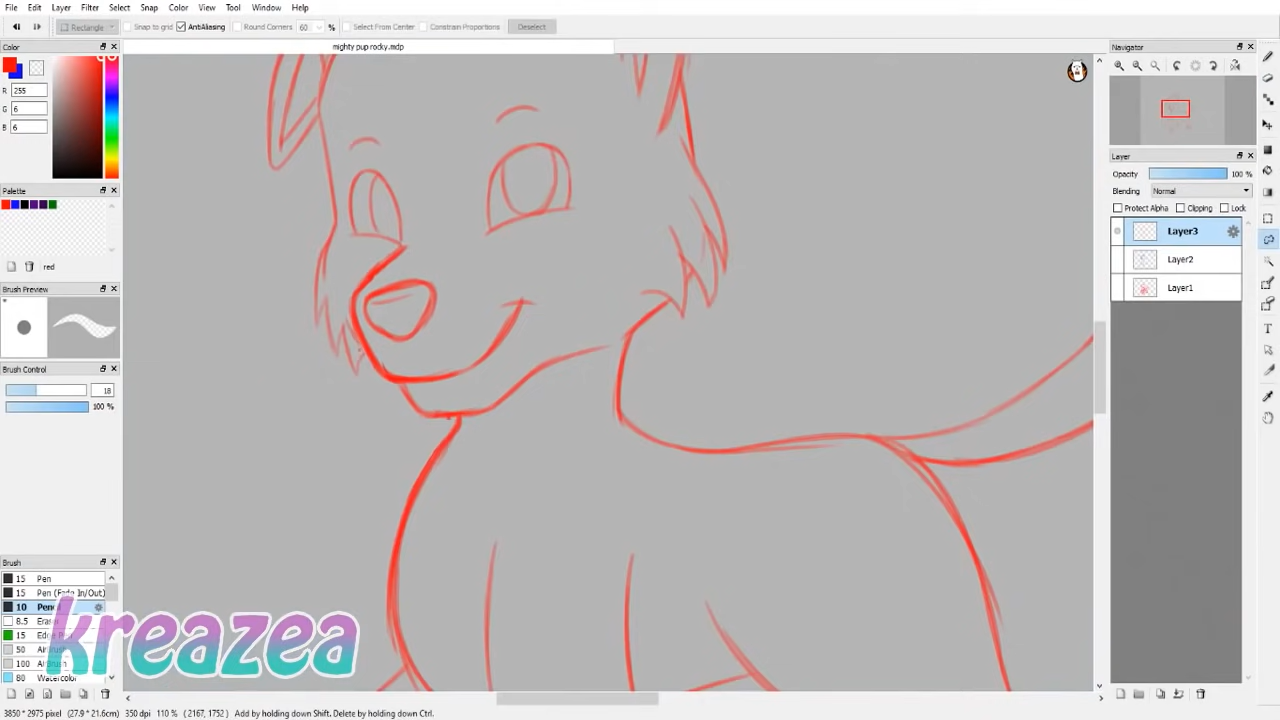 File Edit Layer Filter Select Snap Color View Tool Window Help
Rectangle Snap to grid AntiAliasing Round Corners 60 % Select From Center Constrain Proportions Deselect
Color mighty pup rocky.mdp Navigator
R 255
G 6
B 6
Layer
Opacity 100 %
Blending Normal
Palette
Protect Alpha Clipping Lock
Layer3
Layer2
red
Layer1
Brush Preview
Brush Control
18
100 %
Brush
15 Pen
15 Pen (Fade In/Out)
10 Pencil
8.5 Eraser
15 Edge Pen
50 AirBrush
100 AirBrush
80 Watercolor
kreazea
3850 * 2975 pixel (27.9 * 21.6cm) 350 dpi 110 % ( 2167, 1752 ) Add by holding down Shift. Delete by holding down Ctrl.